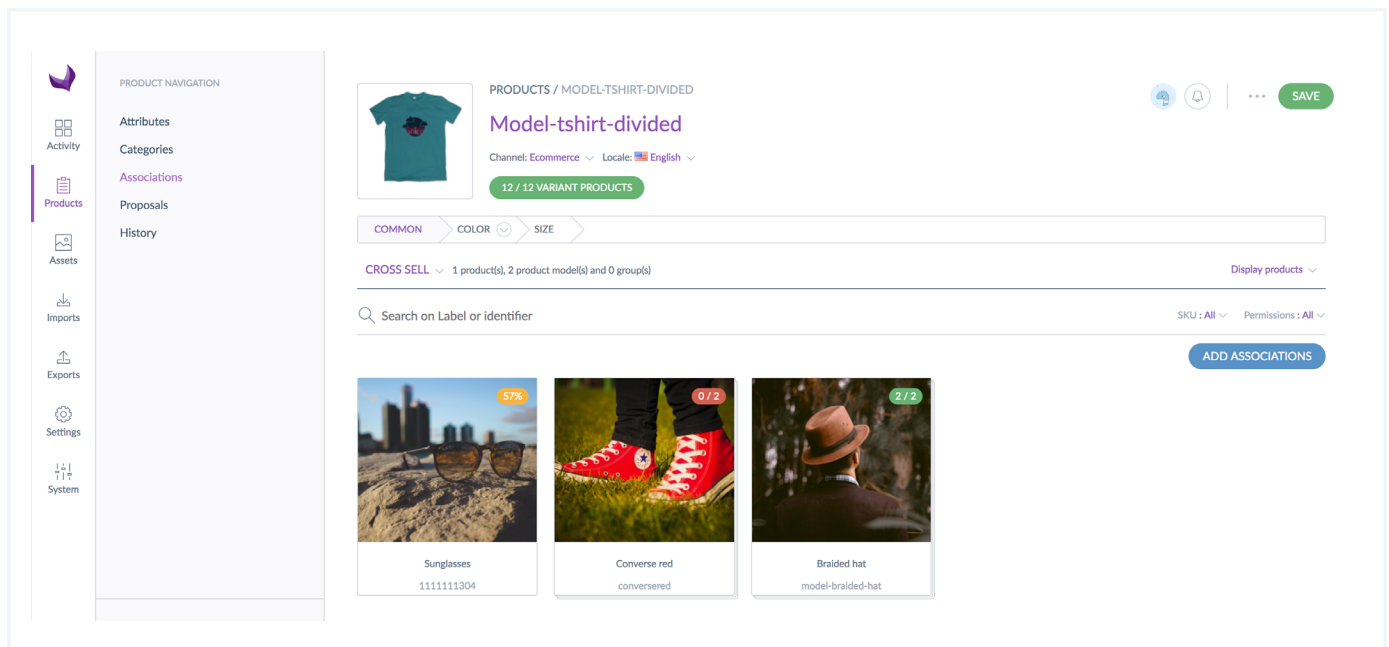 PRODUCT NAVIGATION
Attributes
Categories
Associations
Proposals
History
Activity
Products
Assets
Imports
Exports
Settings
System
PRODUCTS / MODEL-TSHIRT-DIVIDED
Model-tshirt-divided
Channel: Ecommerce Locale: English
12 / 12 VARIANT PRODUCTS
SAVE
COMMON COLOR SIZE
CROSS SELL 1 product(s), 2 product model(s) and 0 group(s) Display products
Search on Label or identifier SKU : All Permissions : All
ADD ASSOCIATIONS
57%
Sunglasses
1111111304
0 / 2
Converse red
conversered
2 / 2
Braided hat
model-braided-hat